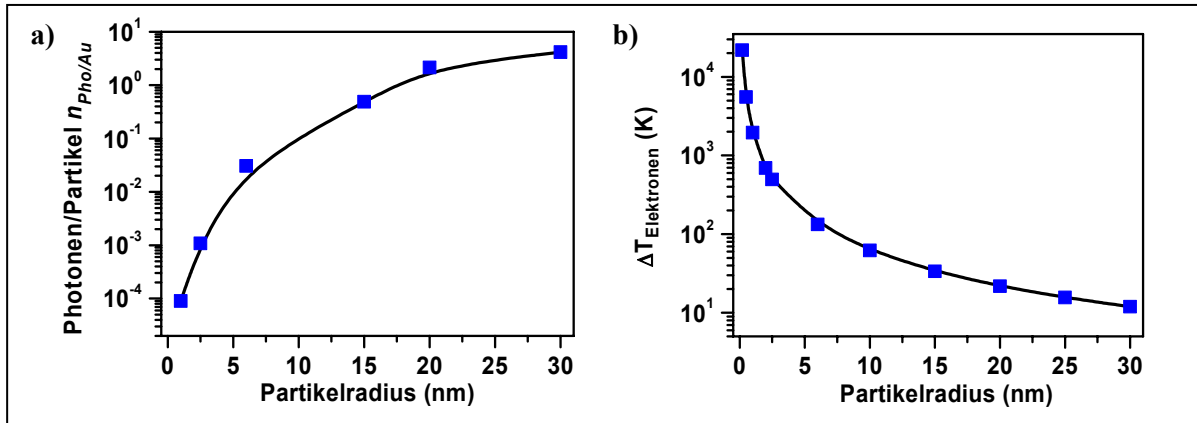 a)
Photonen/Partikel n_Pho/Au
10^1
10^0
10^-1
10^-2
10^-3
10^-4
0 5 10 15 20 25 30
Partikelradius (nm)
b)
ΔT_Elektronen (K)
10^4
10^3
10^2
10^1
0 5 10 15 20 25 30
Partikelradius (nm)